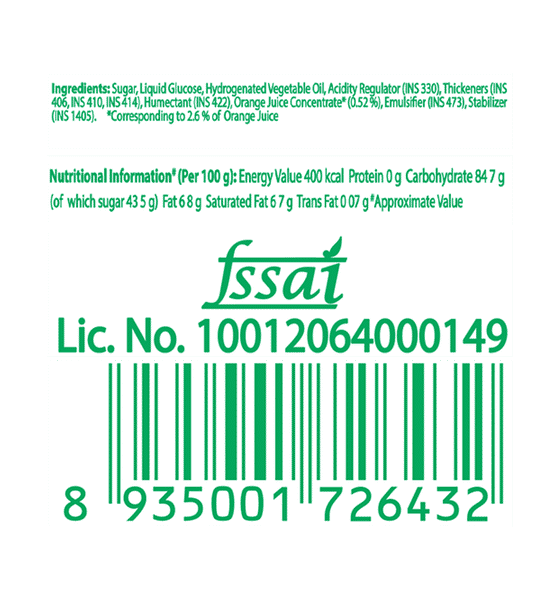 Ingredients: Sugar, Liquid Glucose, Hydrogenated Vegetable Oil, Acidity Regulator (INS 330), Thickeners (INS
406, INS 410, INS 414), Humectant (INS 422), Orange Juice Concentrate* (0.52 %), Emulsifier (INS 473), Stabilizer
(INS 1405). *Corresponding to 2.6 % of Orange Juice
Nutritional Information# (Per 100 g): Energy Value 400 kcal Protein 0 g Carbohydrate 84 7 g
(of which sugar 43 5 g) Fat 6 8 g Saturated Fat 6 7 g Trans Fat 0 07 g #Approximate Value
fssai
Lic. No. 10012064000149
8 935001 726432